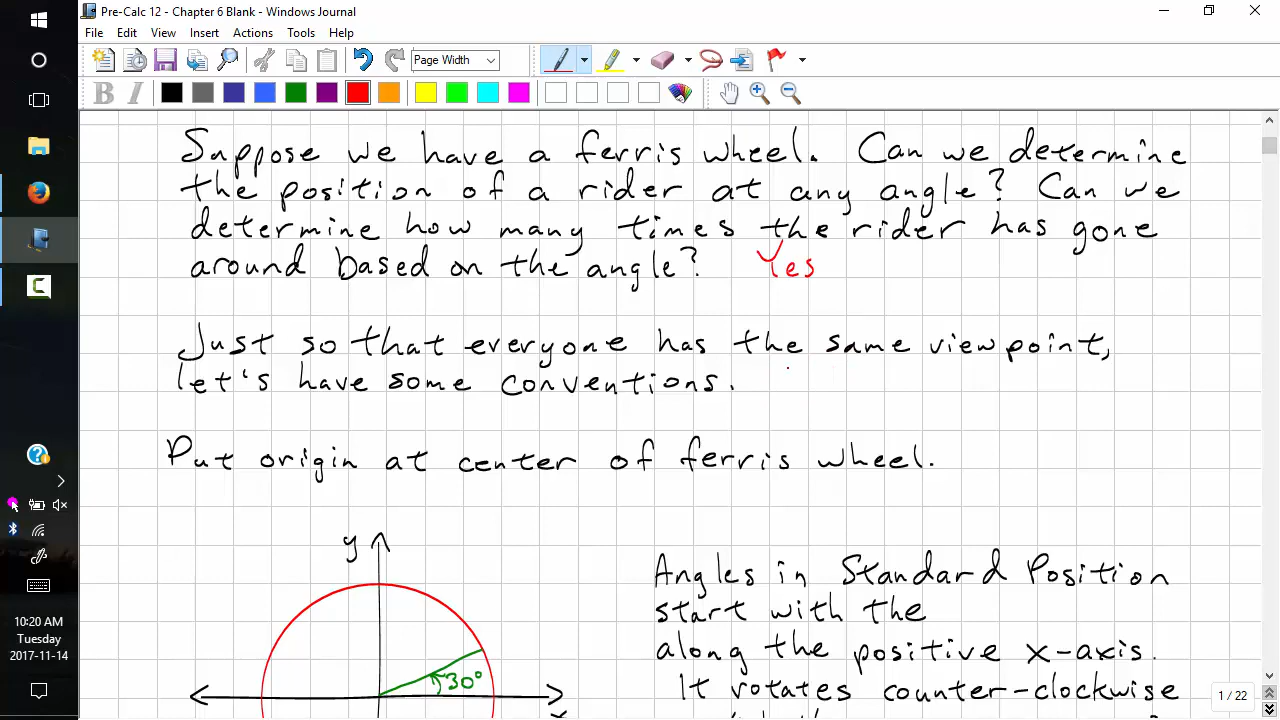 Pre-Calc 12 - Chapter 6 Blank - Windows Journal
File Edit View Insert Actions Tools Help
Page Width
B I
Suppose we have a ferris wheel. Can we determine
the position of a rider at any angle? Can we
determine how many times the rider has gone
around based on the angle? Yes
Just so that everyone has the same viewpoint,
let's have some conventions.
Put origin at center of ferris wheel.
y
Angles in Standard Position
start with the
along the positive x-axis.
30°
It rotates counter-clockwise
1 / 22
10:20 AM
Tuesday
2017-11-14